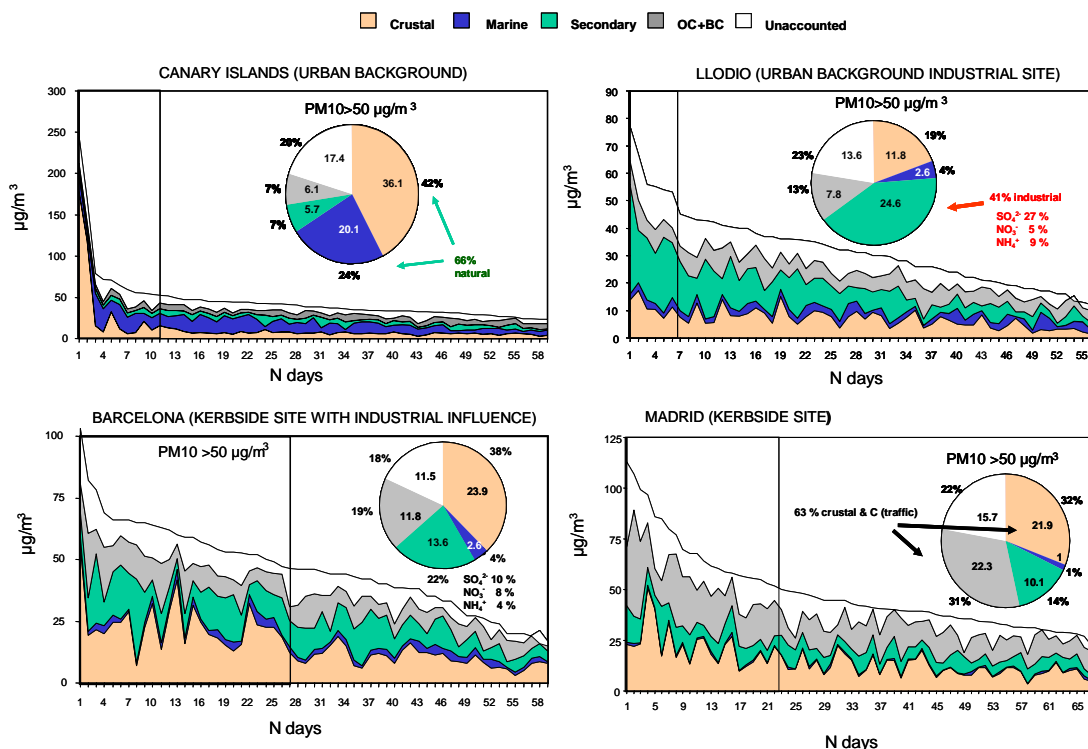 Crustal Marine Secondary OC+BC Unaccounted
CANARY ISLANDS (URBAN BACKGROUND)
300
250
200
150
100
50
0
µg/m³
PM10>50 µg/m³
20%
17.4
36.1
42%
7%
6.1
5.7
7%
20.1
24%
66%
natural
1 4 7 10 13 16 19 22 25 28 31 34 37 40 43 46 49 52 55 58
N days
LLODIO (URBAN BACKGROUND INDUSTRIAL SITE)
90
80
70
60
50
40
30
20
10
0
µg/m³
PM10>50 µg/m³
19%
23%
13.6
11.8
4%
2.6
13%
7.8
24.6
41% industrial
SO₄²⁻ 27 %
NO₃⁻ 5 %
NH₄⁺ 9 %
1 4 7 10 13 16 19 22 25 28 31 34 37 40 43 46 49 52 55
N days
BARCELONA (KERBSIDE SITE WITH INDUSTRIAL INFLUENCE)
100
75
50
25
0
µg/m³
PM10 >50 µg/m³
18%
38%
11.5
23.9
19%
11.8
13.6
2.6
4%
22%
SO₄²⁻ 10 %
NO₃⁻ 8 %
NH₄⁺ 4 %
1 4 7 10 13 16 19 22 25 28 31 34 37 40 43 46 49 52 55 58
N days
MADRID (KERBSIDE SITE)
125
100
75
50
25
0
µg/m³
PM10 >50 µg/m³
22%
32%
63 % crustal & C (traffic)
15.7
21.9
1
1%
22.3
10.1
14%
31%
1 5 9 13 17 21 25 29 33 37 41 45 49 53 57 61 65
N days